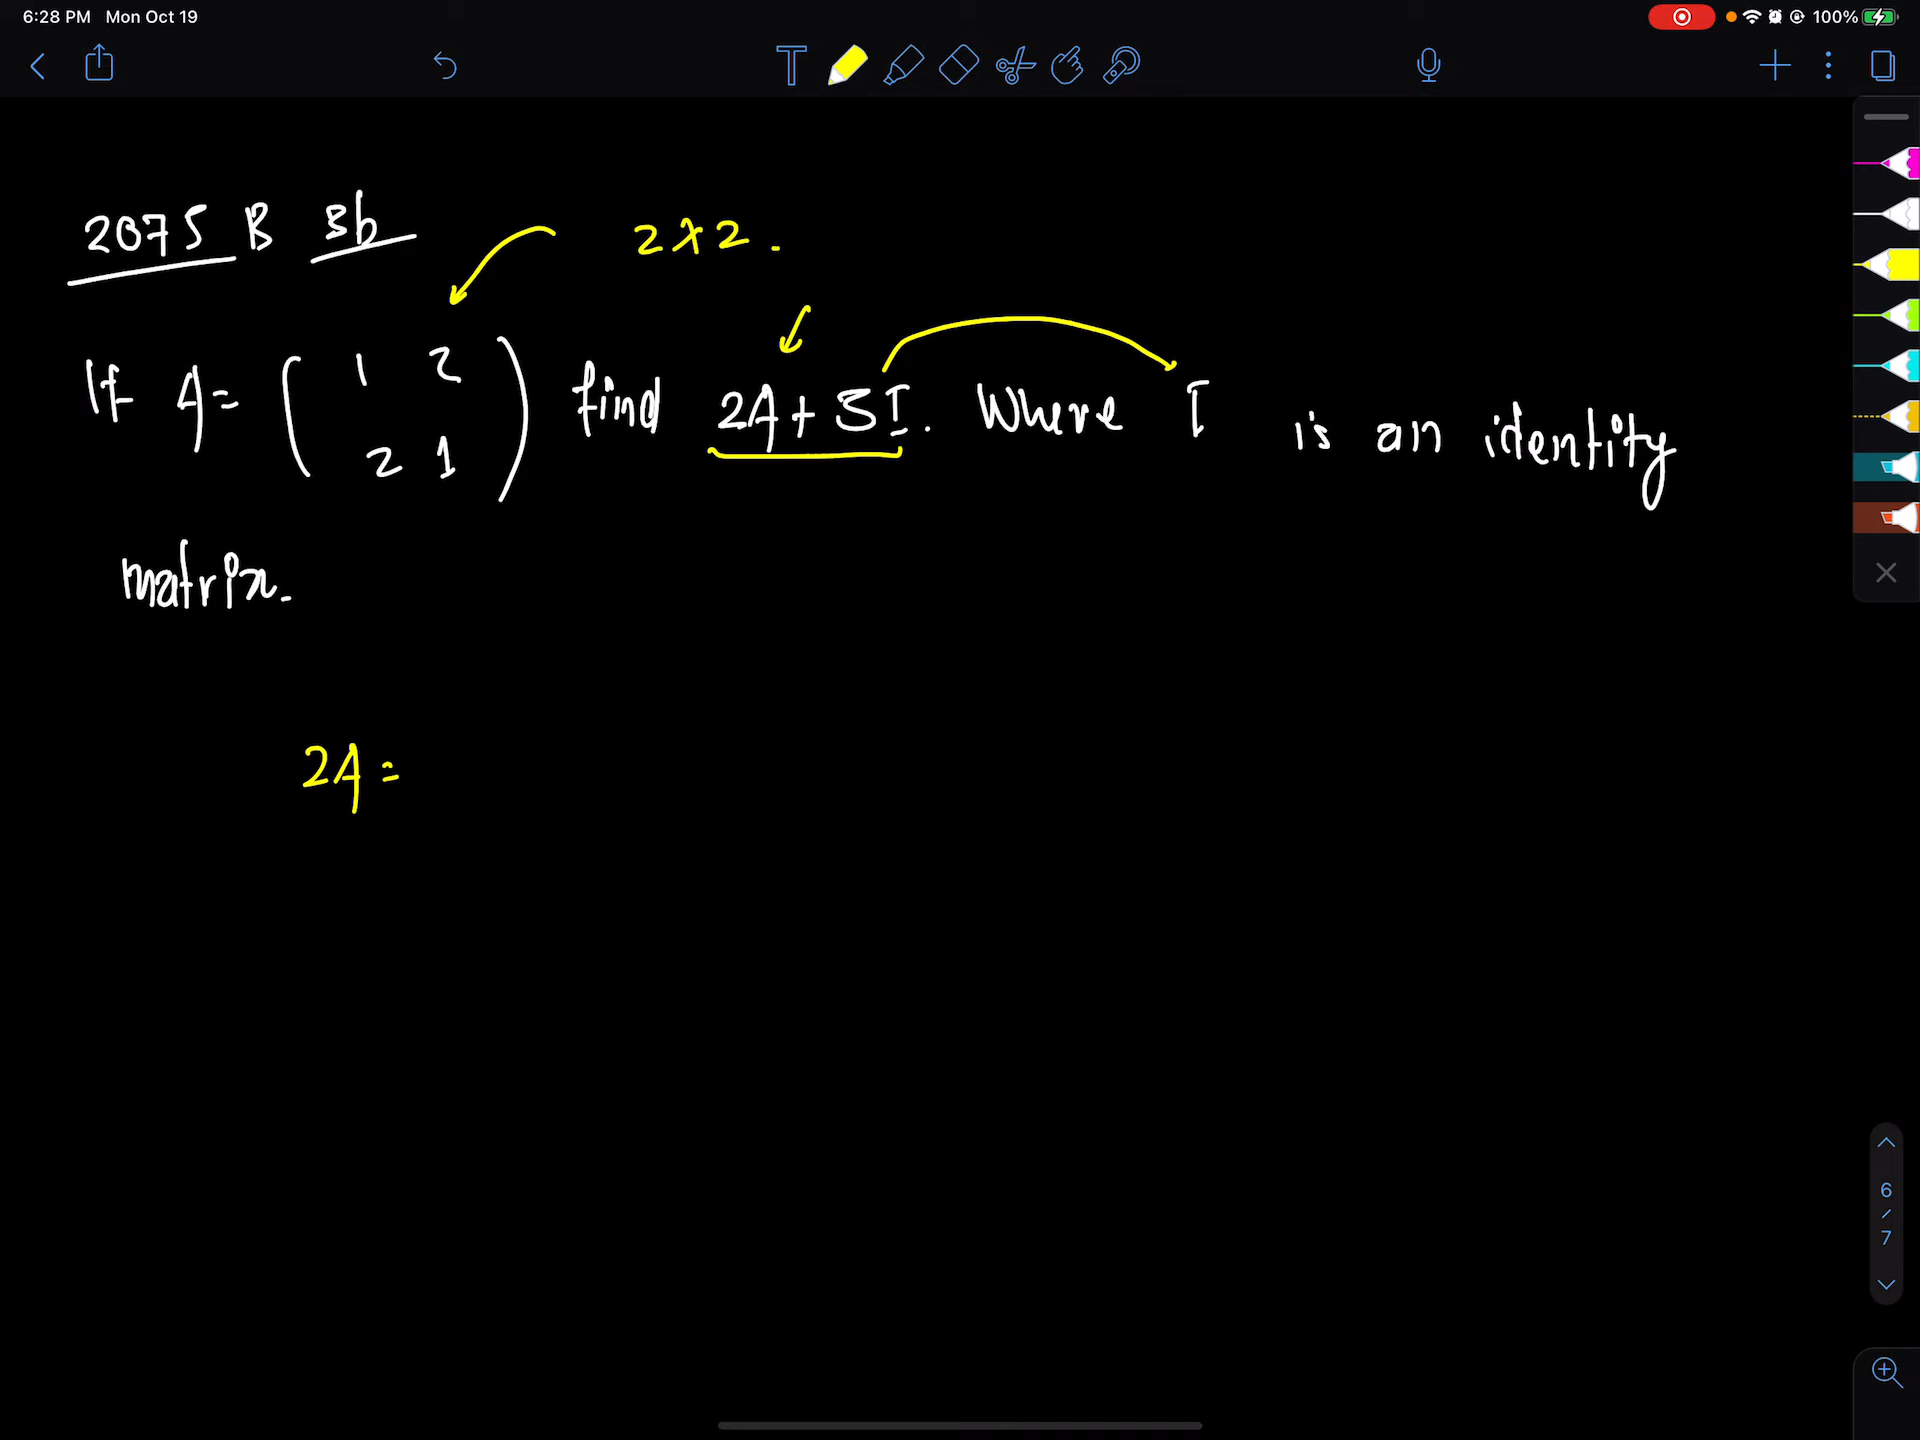 6:28 PM Mon Oct 19
100%
2075 B 3b
2x2.
If A = ( 1 2
2 1 ) find 2A + 3I. Where I is an identity
matrix.
2A =
6
/
7